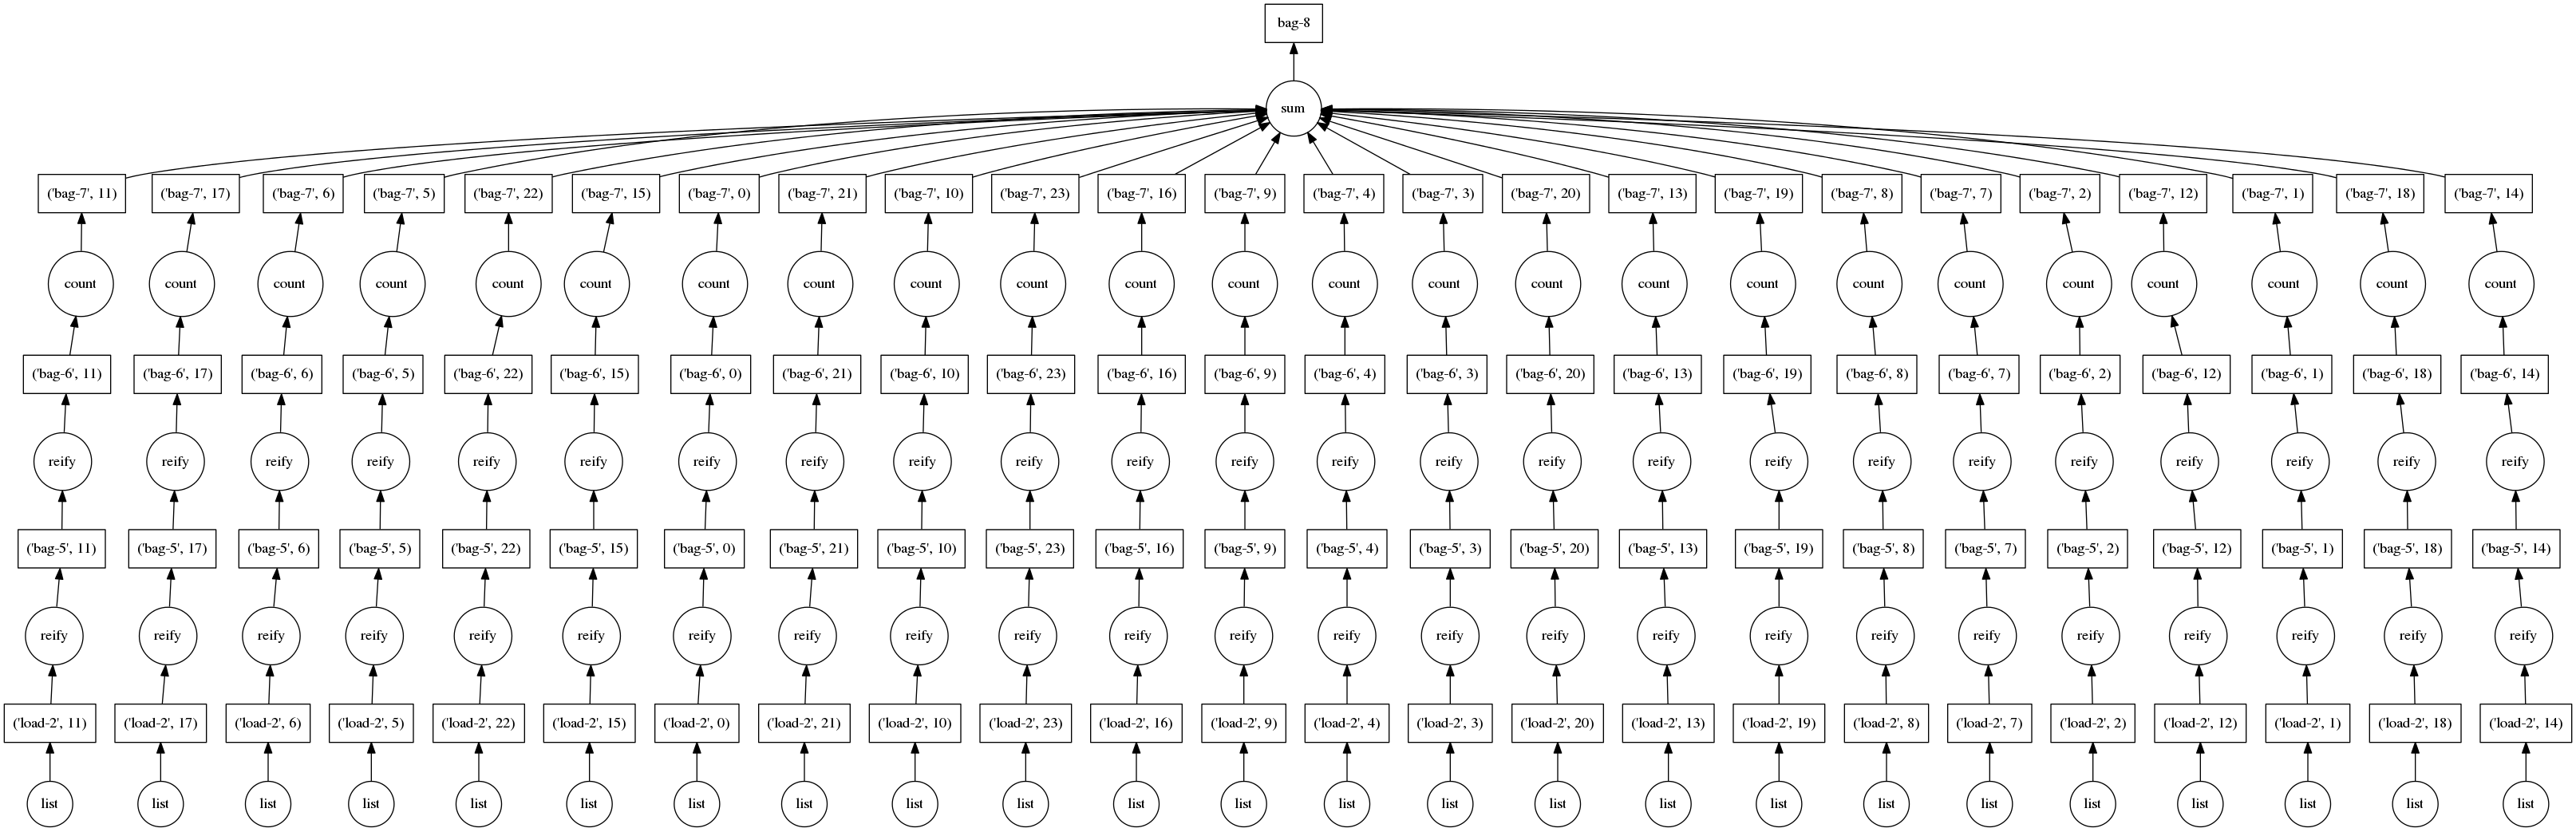 bag-8
sum
('bag-7', 11) ('bag-7', 17) ('bag-7', 6) ('bag-7', 5) ('bag-7', 22) ('bag-7', 15) ('bag-7', 0) ('bag-7', 21) ('bag-7', 10) ('bag-7', 23) ('bag-7', 16) ('bag-7', 9) ('bag-7', 4) ('bag-7', 3) ('bag-7', 20) ('bag-7', 13) ('bag-7', 19) ('bag-7', 8) ('bag-7', 7) ('bag-7', 2) ('bag-7', 12) ('bag-7', 1) ('bag-7', 18) ('bag-7', 14)
count count count count count count count count count count count count count count count count count count count count count count count count
('bag-6', 11) ('bag-6', 17) ('bag-6', 6) ('bag-6', 5) ('bag-6', 22) ('bag-6', 15) ('bag-6', 0) ('bag-6', 21) ('bag-6', 10) ('bag-6', 23) ('bag-6', 16) ('bag-6', 9) ('bag-6', 4) ('bag-6', 3) ('bag-6', 20) ('bag-6', 13) ('bag-6', 19) ('bag-6', 8) ('bag-6', 7) ('bag-6', 2) ('bag-6', 12) ('bag-6', 1) ('bag-6', 18) ('bag-6', 14)
reify reify reify reify reify reify reify reify reify reify reify reify reify reify reify reify reify reify reify reify reify reify reify reify
('bag-5', 11) ('bag-5', 17) ('bag-5', 6) ('bag-5', 5) ('bag-5', 22) ('bag-5', 15) ('bag-5', 0) ('bag-5', 21) ('bag-5', 10) ('bag-5', 23) ('bag-5', 16) ('bag-5', 9) ('bag-5', 4) ('bag-5', 3) ('bag-5', 20) ('bag-5', 13) ('bag-5', 19) ('bag-5', 8) ('bag-5', 7) ('bag-5', 2) ('bag-5', 12) ('bag-5', 1) ('bag-5', 18) ('bag-5', 14)
reify reify reify reify reify reify reify reify reify reify reify reify reify reify reify reify reify reify reify reify reify reify reify reify
('load-2', 11) ('load-2', 17) ('load-2', 6) ('load-2', 5) ('load-2', 22) ('load-2', 15) ('load-2', 0) ('load-2', 21) ('load-2', 10) ('load-2', 23) ('load-2', 16) ('load-2', 9) ('load-2', 4) ('load-2', 3) ('load-2', 20) ('load-2', 13) ('load-2', 19) ('load-2', 8) ('load-2', 7) ('load-2', 2) ('load-2', 12) ('load-2', 1) ('load-2', 18) ('load-2', 14)
list list list list list list list list list list list list list list list list list list list list list list list list